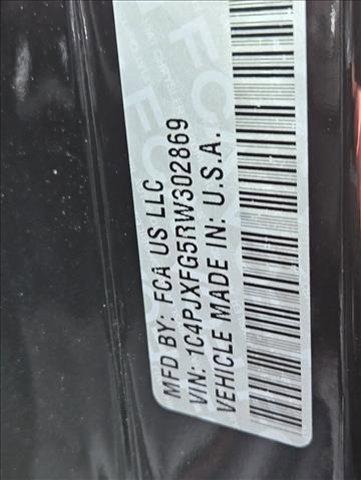 MFD BY: FCA US LLC
VIN: 1C4PJXFG5RW302869
VEHICLE MADE IN: U.S.A.